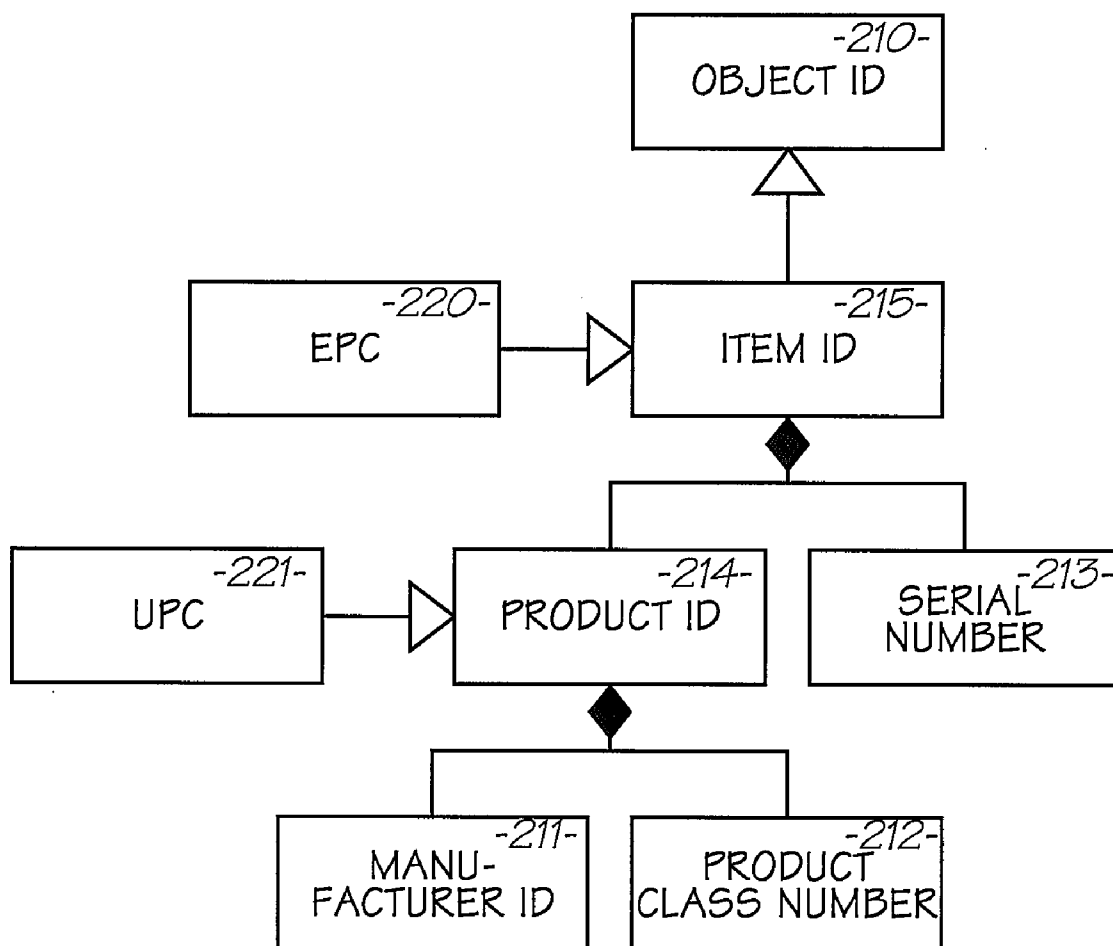 -210-
OBJECT ID
-220-
EPC
-215-
ITEM ID
-221-
UPC
-214-
PRODUCT ID
-213-
SERIAL
NUMBER
-211-
MANU-
FACTURER ID
-212-
PRODUCT
CLASS NUMBER